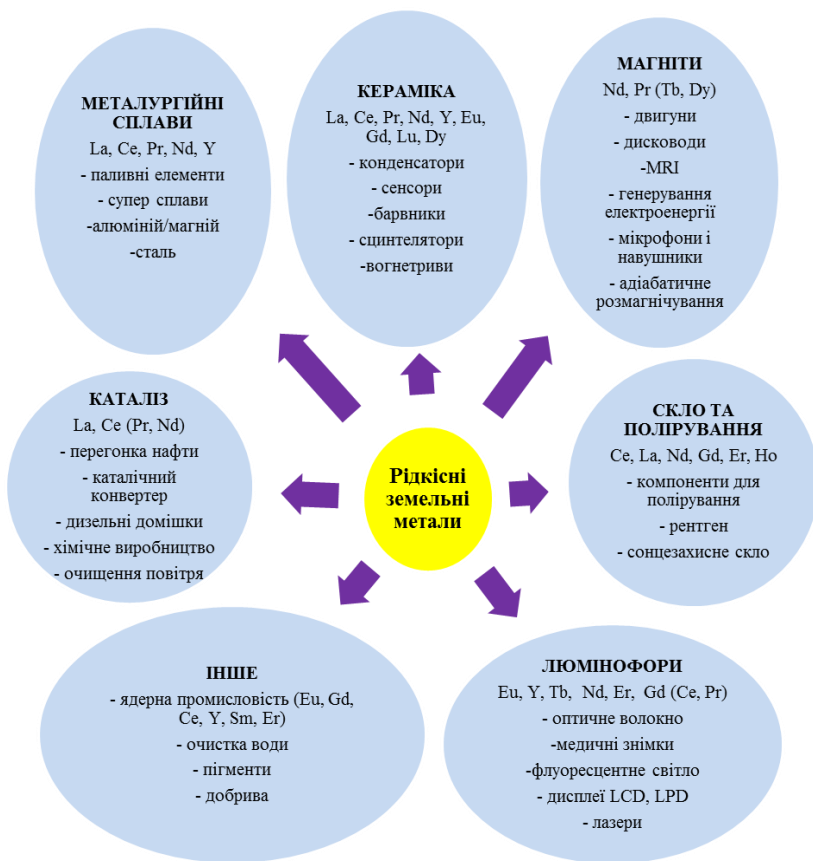 МЕТАЛУРГІЙНІ
СПЛАВИ
La, Ce, Pr, Nd, Y
- паливні елементи
- супер сплави
-алюміній/магній
-сталь
КЕРАМІКА
La, Ce, Pr, Nd, Y, Eu,
Gd, Lu, Dy
- конденсатори
- сенсори
-барвники
- сцинтелятори
-вогнетриви
МАГНІТИ
Nd, Pr (Tb, Dy)
- двигуни
- дисководи
-MRI
- генерування
електроенергії
- мікрофони і
навушники
- адіабатичне
розмагнічування
КАТАЛІЗ
La, Ce (Pr, Nd)
- перегонка нафти
- каталічний
конвертер
- дизельні домішки
- хімічне виробництво
- очищення повітря
Рідкісні
земельні
метали
СКЛО ТА
ПОЛІРУВАННЯ
Ce, La, Nd, Gd, Er, Ho
- компоненти для
полірування
- рентген
- сонцезахисне скло
ІНШЕ
- ядерна промисловість (Eu, Gd,
Ce, Y, Sm, Er)
- очистка води
- пігменти
- добрива
ЛЮМІНОФОРИ
Eu, Y, Tb, Nd, Er, Gd (Ce, Pr)
- оптичне волокно
-медичні знімки
-флуоресцентне світло
- дисплеї LCD, LPD
- лазери